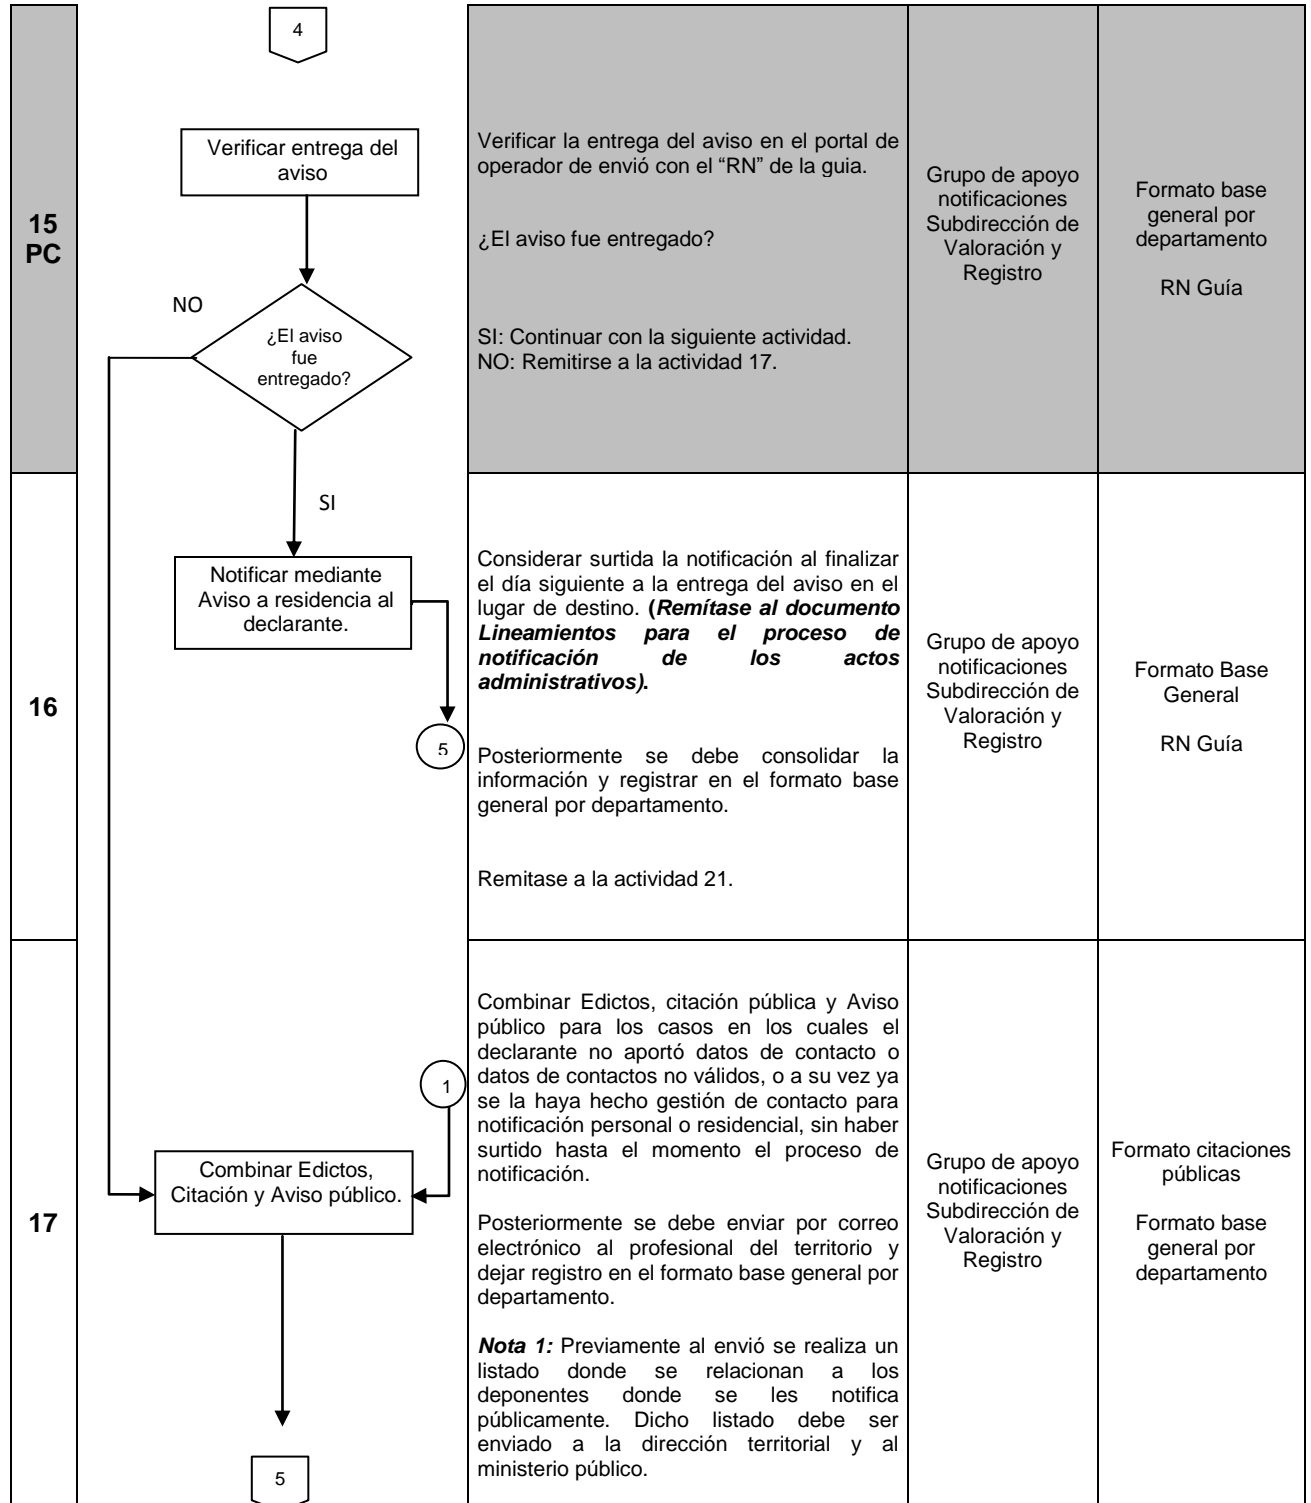 4
15
PC
Verificar entrega del
aviso
NO
¿El aviso
fue
entregado?
SI
Verificar la entrega del aviso en el portal de
operador de envió con el “RN” de la guia.
¿El aviso fue entregado?
SI: Continuar con la siguiente actividad.
NO: Remitirse a la actividad 17.
Grupo de apoyo
notificaciones
Subdirección de
Valoración y
Registro
Formato base
general por
departamento
RN Guía
16
Notificar mediante
Aviso a residencia al
declarante.
5
Considerar surtida la notificación al finalizar
el día siguiente a la entrega del aviso en el
lugar de destino. (Remítase al documento
Lineamientos para el proceso de
notificación de los actos
administrativos).
Posteriormente se debe consolidar la
información y registrar en el formato base
general por departamento.
Remitase a la actividad 21.
Grupo de apoyo
notificaciones
Subdirección de
Valoración y
Registro
Formato Base
General
RN Guía
17
1
Combinar Edictos,
Citación y Aviso público.
5
Combinar Edictos, citación pública y Aviso
público para los casos en los cuales el
declarante no aportó datos de contacto o
datos de contactos no válidos, o a su vez ya
se la haya hecho gestión de contacto para
notificación personal o residencial, sin haber
surtido hasta el momento el proceso de
notificación.
Posteriormente se debe enviar por correo
electrónico al profesional del territorio y
dejar registro en el formato base general por
departamento.
Nota 1: Previamente al envió se realiza un
listado donde se relacionan a los
deponentes donde se les notifica
públicamente. Dicho listado debe ser
enviado a la dirección territorial y al
ministerio público.
Grupo de apoyo
notificaciones
Subdirección de
Valoración y
Registro
Formato citaciones
públicas
Formato base
general por
departamento